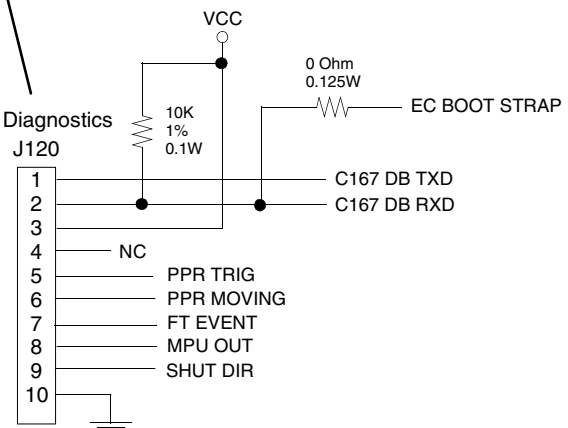 VCC
0 Ohm
0.125W
EC BOOT STRAP
Diagnostics
J120
10K
1%
0.1W
1 C167 DB TXD
2 C167 DB RXD
3
4 NC
5 PPR TRIG
6 PPR MOVING
7 FT EVENT
8 MPU OUT
9 SHUT DIR
10